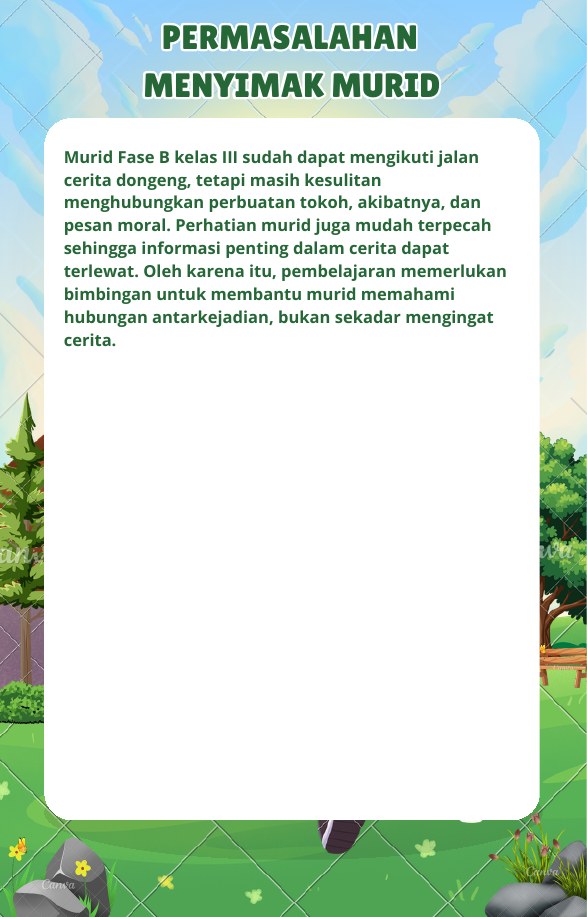 PERMASALAHAN
MENYIMAK MURID
Murid Fase B kelas III sudah dapat mengikuti jalan
cerita dongeng, tetapi masih kesulitan
menghubungkan perbuatan tokoh, akibatnya, dan
pesan moral. Perhatian murid juga mudah terpecah
sehingga informasi penting dalam cerita dapat
terlewat. Oleh karena itu, pembelajaran memerlukan
bimbingan untuk membantu murid memahami
hubungan antarkejadian, bukan sekadar mengingat
cerita.
Canva
Canva